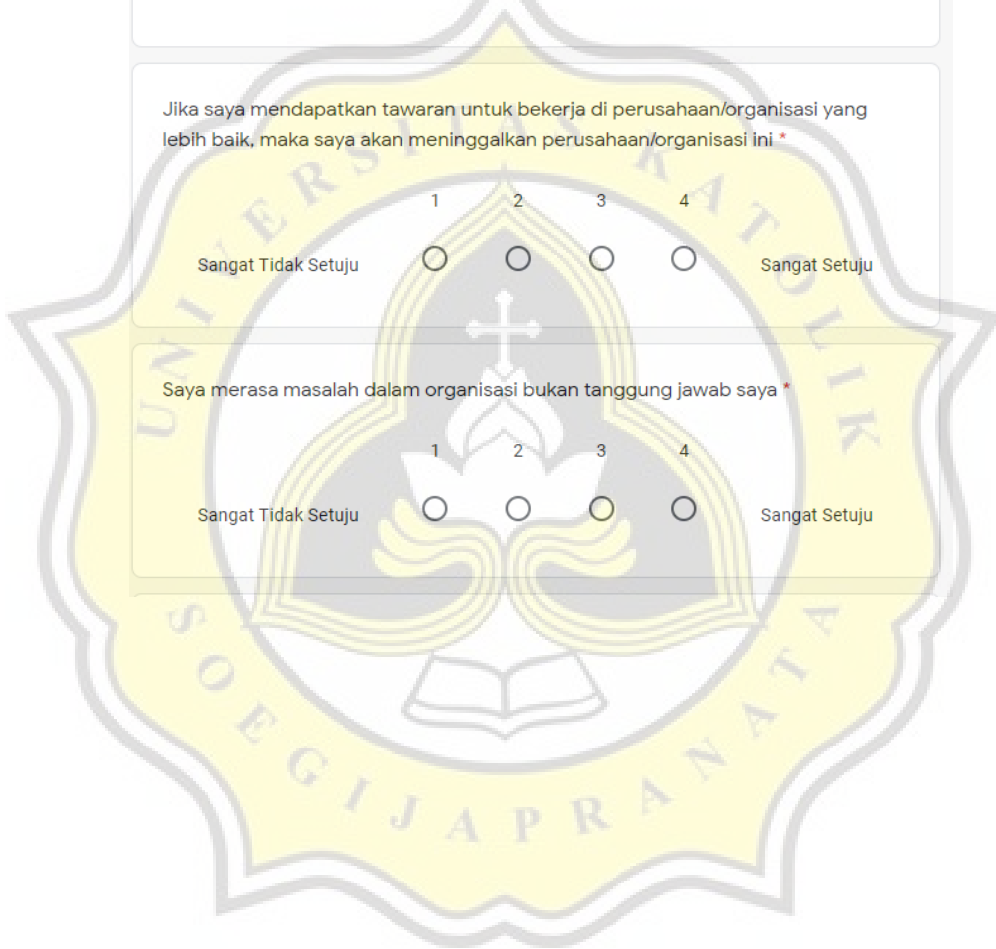 Jika saya mendapatkan tawaran untuk bekerja di perusahaan/organisasi yang
lebih baik, maka saya akan meninggalkan perusahaan/organisasi ini *
1 2 3 4
Sangat Tidak Setuju Sangat Setuju
Saya merasa masalah dalam organisasi bukan tanggung jawab saya *
1 2 3 4
Sangat Tidak Setuju Sangat Setuju
UNIVERSITAS KATOLIK
SOEGIJAPRANATA